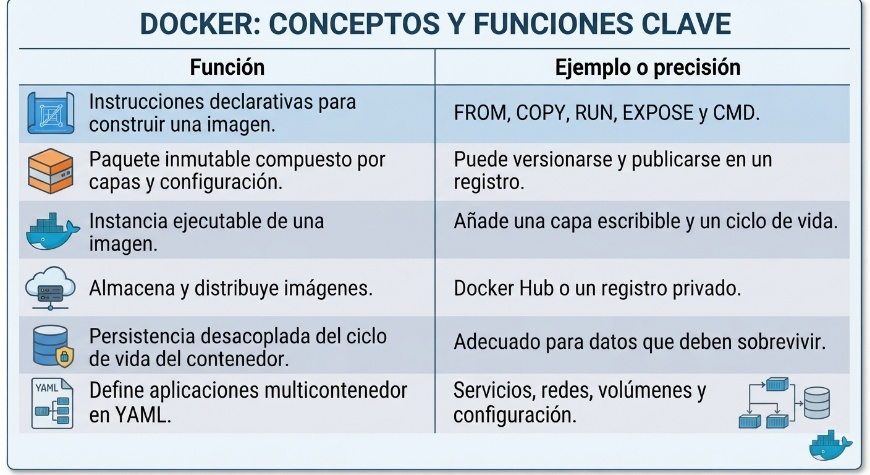 DOCKER: CONCEPTOS Y FUNCIONES CLAVE
Función
Ejemplo o precisión
Instrucciones declarativas para
construir una imagen.
FROM, COPY, RUN, EXPOSE y CMD.
Paquete inmutable compuesto por
capas y configuración.
Puede versionarse y publicarse en un
registro.
Instancia ejecutable de una
imagen.
Añade una capa escribible y un ciclo de vida.
Almacena y distribuye imágenes.
Docker Hub o un registro privado.
Persistencia desacoplada del ciclo
de vida del contenedor.
Adecuado para datos que deben sobrevivir.
YAML
Define aplicaciones multicontenedor
en YAML.
Servicios, redes, volúmenes y
configuración.